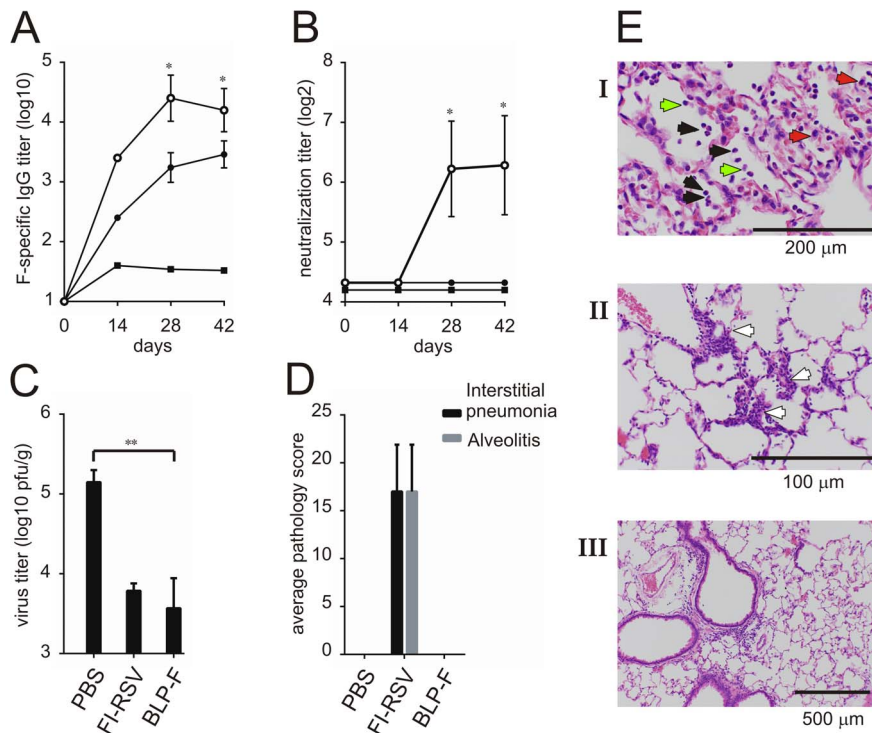 A
F-specific IgG titer (log10)
5
4
3
2
1
0 14 28 42
days
* *
B
neutralization titer (log2)
8
7
6
5
4
0 14 28 42
days
* *
C
virus titer (log10 pfu/g)
6
5
4
3
**
PBS
FI-RSV
BLP-F
D
average pathology score
25
20
15
10
5
0
Interstitial
pneumonia
Alveolitis
PBS
FI-RSV
BLP-F
E
I
200 µm
II
100 µm
III
500 µm